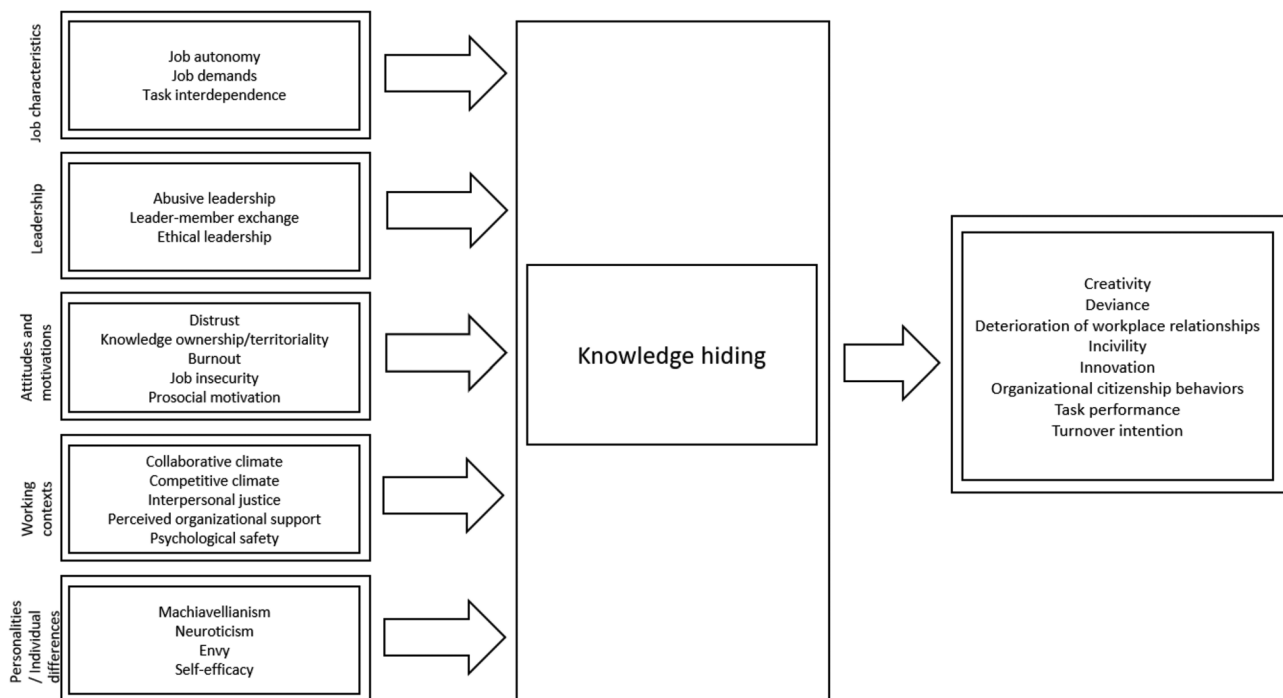 Job characteristics
Job autonomy
Job demands
Task interdependence
Leadership
Abusive leadership
Leader-member exchange
Ethical leadership
Attitudes and
motivations
Distrust
Knowledge ownership/territoriality
Burnout
Job insecurity
Prosocial motivation
Working
contexts
Collaborative climate
Competitive climate
Interpersonal justice
Perceived organizational support
Psychological safety
Personalities
/ Individual
differences
Machiavellianism
Neuroticism
Envy
Self-efficacy
Knowledge hiding
Creativity
Deviance
Deterioration of workplace relationships
Incivility
Innovation
Organizational citizenship behaviors
Task performance
Turnover intention